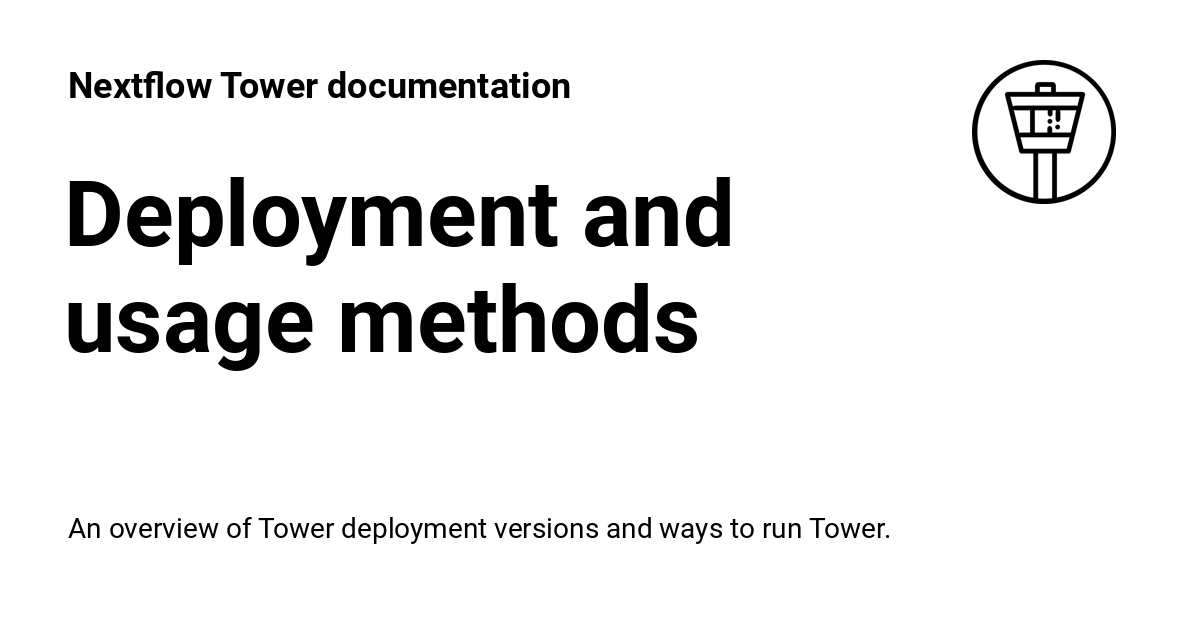 Nextflow Tower documentation
Deployment and
usage methods
An overview of Tower deployment versions and ways to run Tower.